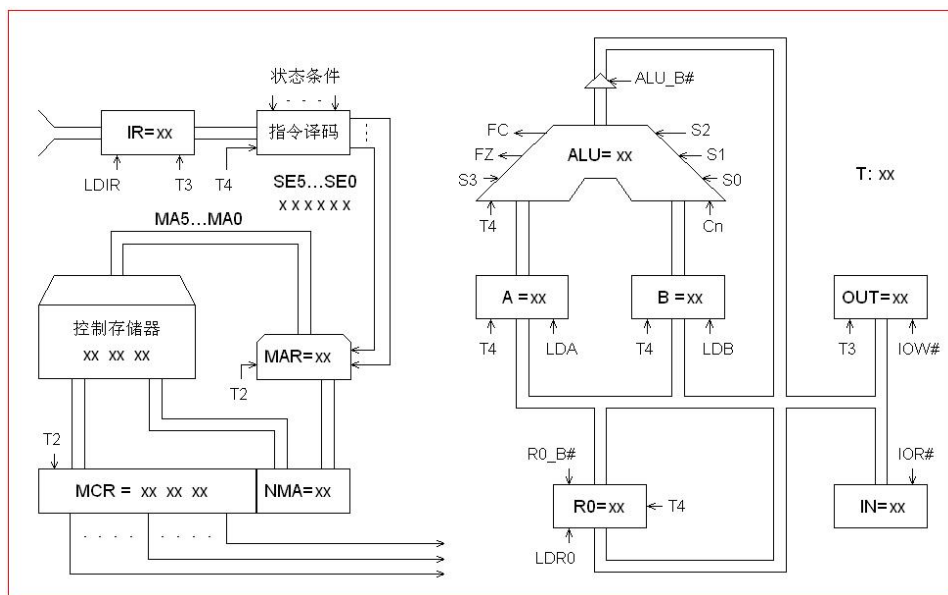 状态条件
IR=xx
指令译码
LDIR
T3
T4
SE5...SE0
x x x x x x
MA5...MA0
控制存储器
xx xx xx
MAR=xx
T2
T2
MCR = xx xx xx
NMA=xx
ALU_B#
FC
FZ
S3
ALU= xx
S2
S1
S0
T4
Cn
T: xx
A =xx
B =xx
OUT=xx
T4
LDA
T4
LDB
T3
IOW#
R0_B#
IOR#
R0=xx
T4
IN=xx
LDR0